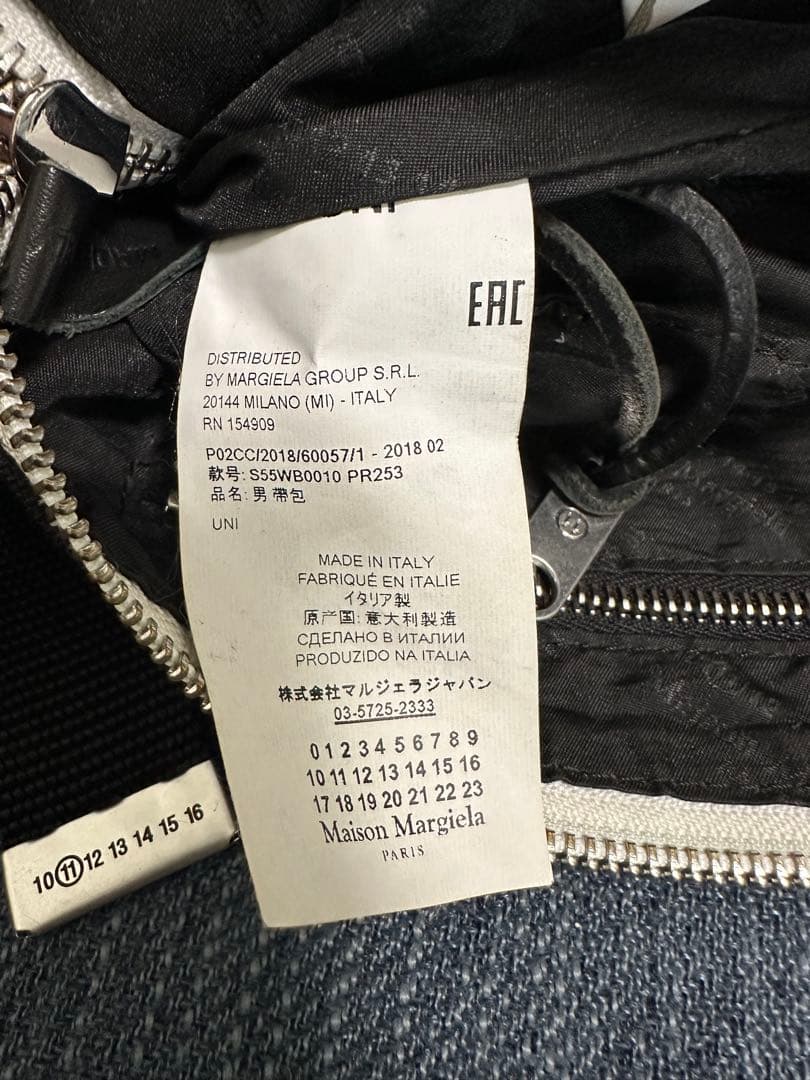 UNI
EAC
DISTRIBUTED
BY MARGIELA GROUP S.R.L.
20144 MILANO (MI) - ITALY
RN 154909
P02CC/2018/60057/1 - 2018 02
款号: S55WB0010 PR253
品名: 男帶包
UNI
MADE IN ITALY
FABRIQUÉ EN ITALIE
イタリア製
原产国: 意大利製造
СДЕЛАНО В ИТАЛИИ
PRODUZIDO NA ITALIA
株式会社マルジェラジャパン
03-5725-2333
0 1 2 3 4 5 6 7 8 9
10 11 12 13 14 15 16
17 18 19 20 21 22 23
Maison Margiela
PARIS
10 11 12 13 14 15 16